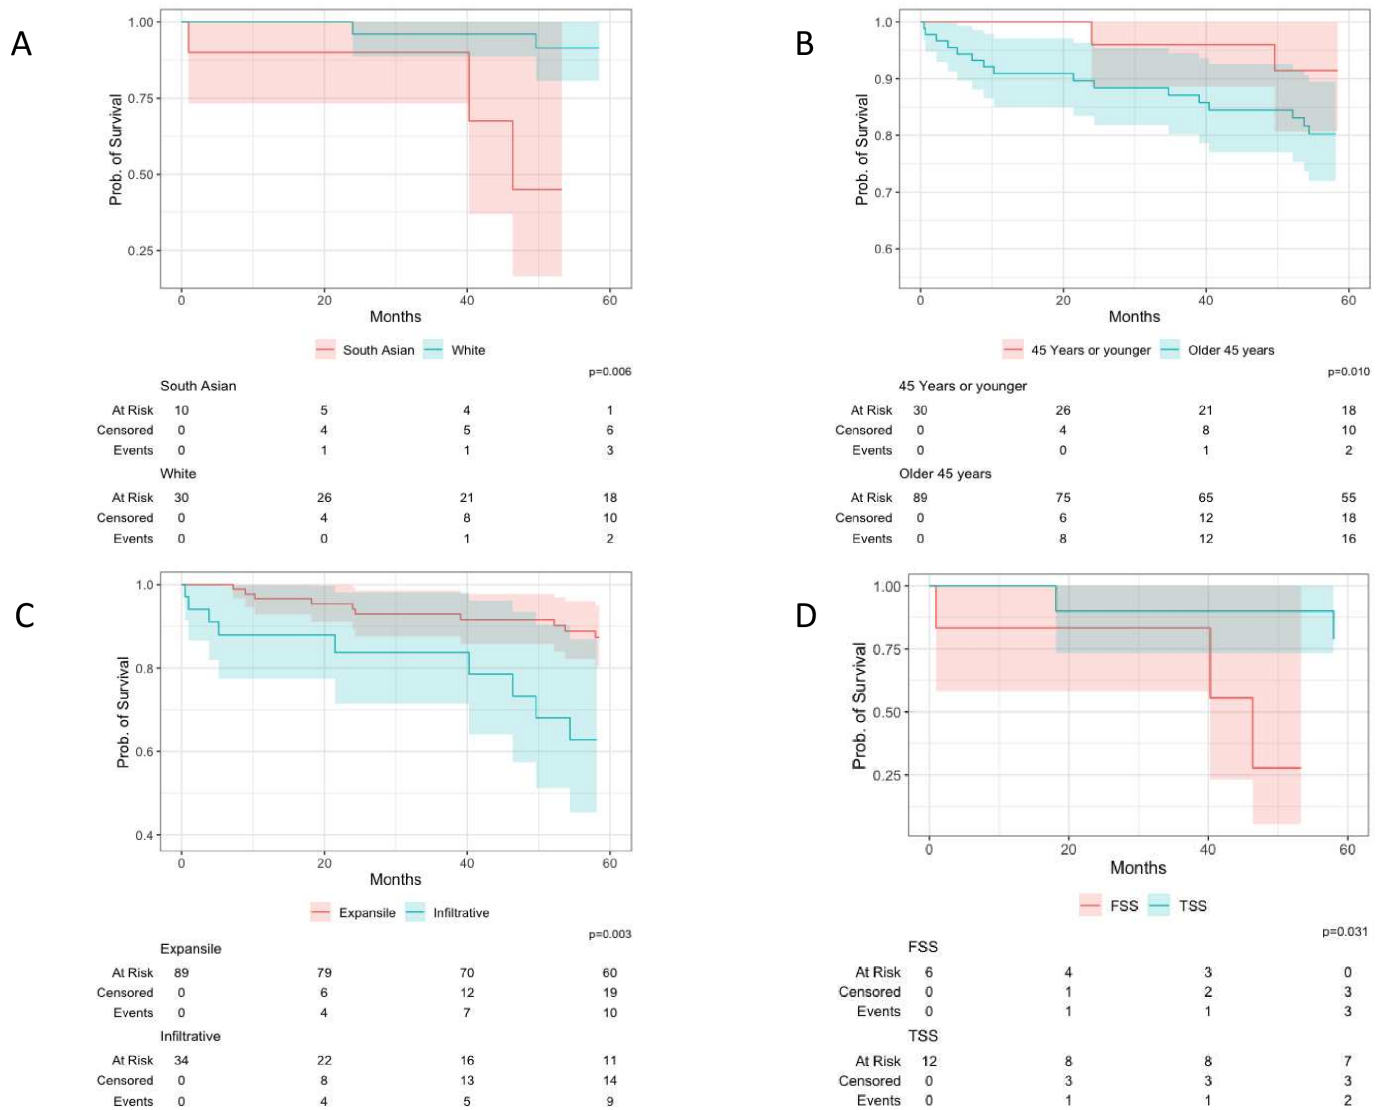 A
Prob. of Survival
1.00
0.75
0.50
0.25
0 20 40 60
Months
South Asian White
p=0.006
South Asian
At Risk 10 5 4 1
Censored 0 4 5 6
Events 0 1 1 3
White
At Risk 30 26 21 18
Censored 0 4 8 10
Events 0 0 1 2
B
Prob. of Survival
1.0
0.9
0.8
0.7
0.6
0 20 40 60
Months
45 Years or younger Older 45 years
p=0.010
45 Years or younger
At Risk 30 26 21 18
Censored 0 4 8 10
Events 0 0 1 2
Older 45 years
At Risk 89 75 65 55
Censored 0 6 12 18
Events 0 8 12 16
C
Prob. of Survival
1.0
0.8
0.6
0.4
0 20 40 60
Months
Expansile Infiltrative
p=0.003
Expansile
At Risk 89 79 70 60
Censored 0 6 12 19
Events 0 4 7 10
Infiltrative
At Risk 34 22 16 11
Censored 0 8 13 14
Events 0 4 5 9
D
Prob. of Survival
1.00
0.75
0.50
0.25
0 20 40 60
Months
FSS TSS
p=0.031
FSS
At Risk 6 4 3 0
Censored 0 1 2 3
Events 0 1 1 3
TSS
At Risk 12 8 8 7
Censored 0 3 3 3
Events 0 1 1 2